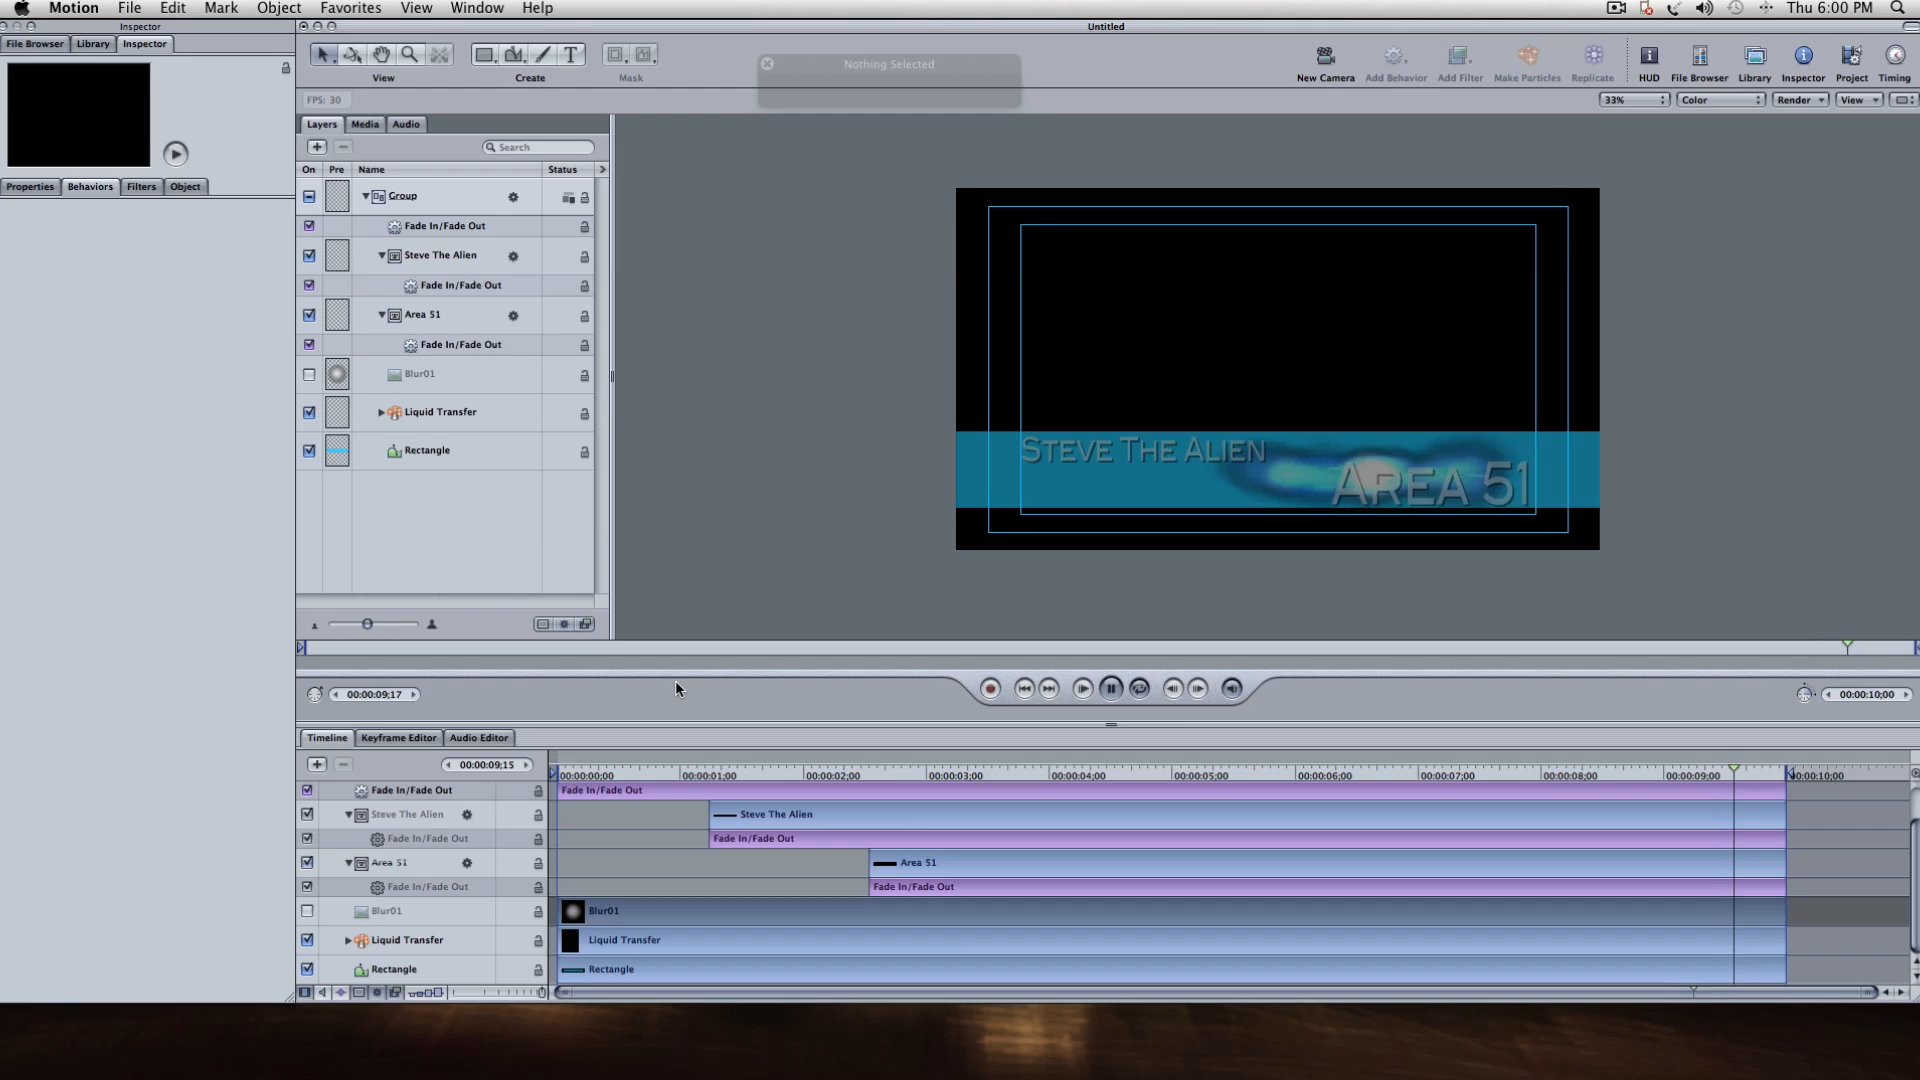 Motion File Edit Mark Object Favorites View Window Help Thu 6:00 PM
Inspector
Untitled
File Browser Library Inspector
View Create Mask
Nothing Selected
New Camera Add Behavior Add Filter Make Particles Replicate HUD File Browser Library Inspector Project Timing
FPS: 30
33% Color Render View
Layers Media Audio
Search
On Pre Name Status
Properties Behaviors Filters Object
Group
Fade In/Fade Out
Steve The Alien
Fade In/Fade Out
Area 51
Fade In/Fade Out
Blur01
Liquid Transfer
Rectangle
Steve The Alien
Area 51
00:00:09;17
00:00:10;00
Timeline Keyframe Editor Audio Editor
00:00:09;15
00:00:00;00 00:00:01;00 00:00:02;00 00:00:03;00 00:00:04;00 00:00:05;00 00:00:06;00 00:00:07;00 00:00:08;00 00:00:09;00 00:00:10;00
Fade In/Fade Out Fade In/Fade Out
Steve The Alien Steve The Alien
Fade In/Fade Out Fade In/Fade Out
Area 51 Area 51
Fade In/Fade Out Fade In/Fade Out
Blur01 Blur01
Liquid Transfer Liquid Transfer
Rectangle Rectangle